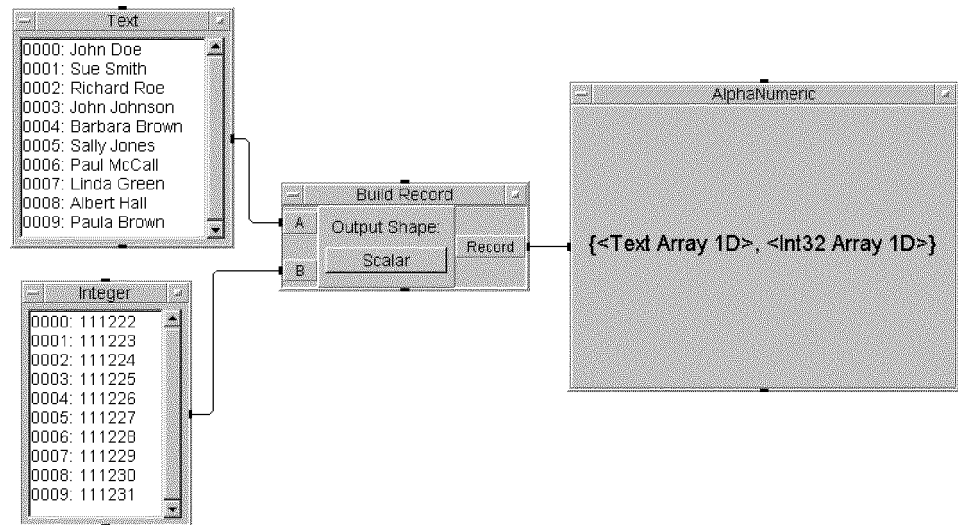 Text
0000: John Doe
0001: Sue Smith
0002: Richard Roe
0003: John Johnson
0004: Barbara Brown
0005: Sally Jones
0006: Paul McCall
0007: Linda Green
0008: Albert Hall
0009: Paula Brown
Integer
0000: 111222
0001: 111223
0002: 111224
0003: 111225
0004: 111226
0005: 111227
0006: 111228
0007: 111229
0008: 111230
0009: 111231
Build Record
A
B
Output Shape:
Scalar
Record
AlphaNumeric
{<Text Array 1D>, <Int32 Array 1D>}